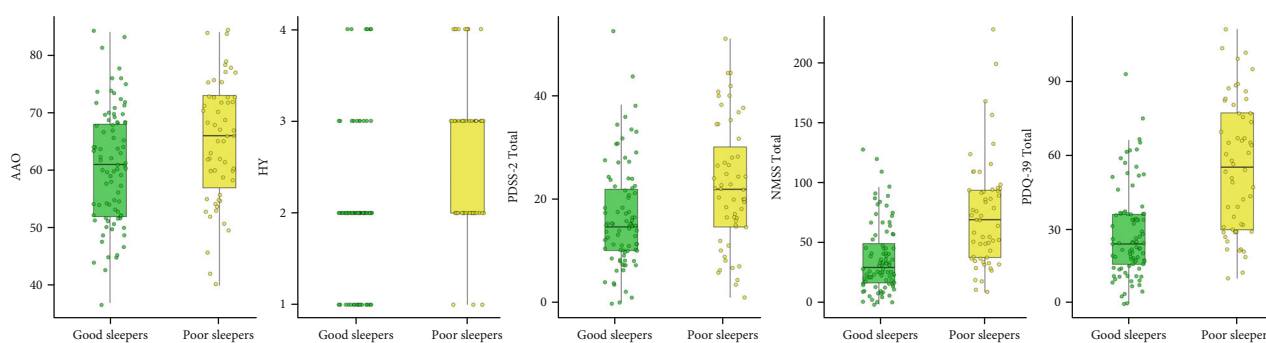 AAO
80
70
60
50
40
Good sleepers Poor sleepers
HY
4
3
2
1
Good sleepers Poor sleepers
PDSS-2 Total
40
20
0
Good sleepers Poor sleepers
NMSS Total
200
150
100
50
0
Good sleepers Poor sleepers
PDQ-39 Total
90
60
30
0
Good sleepers Poor sleepers